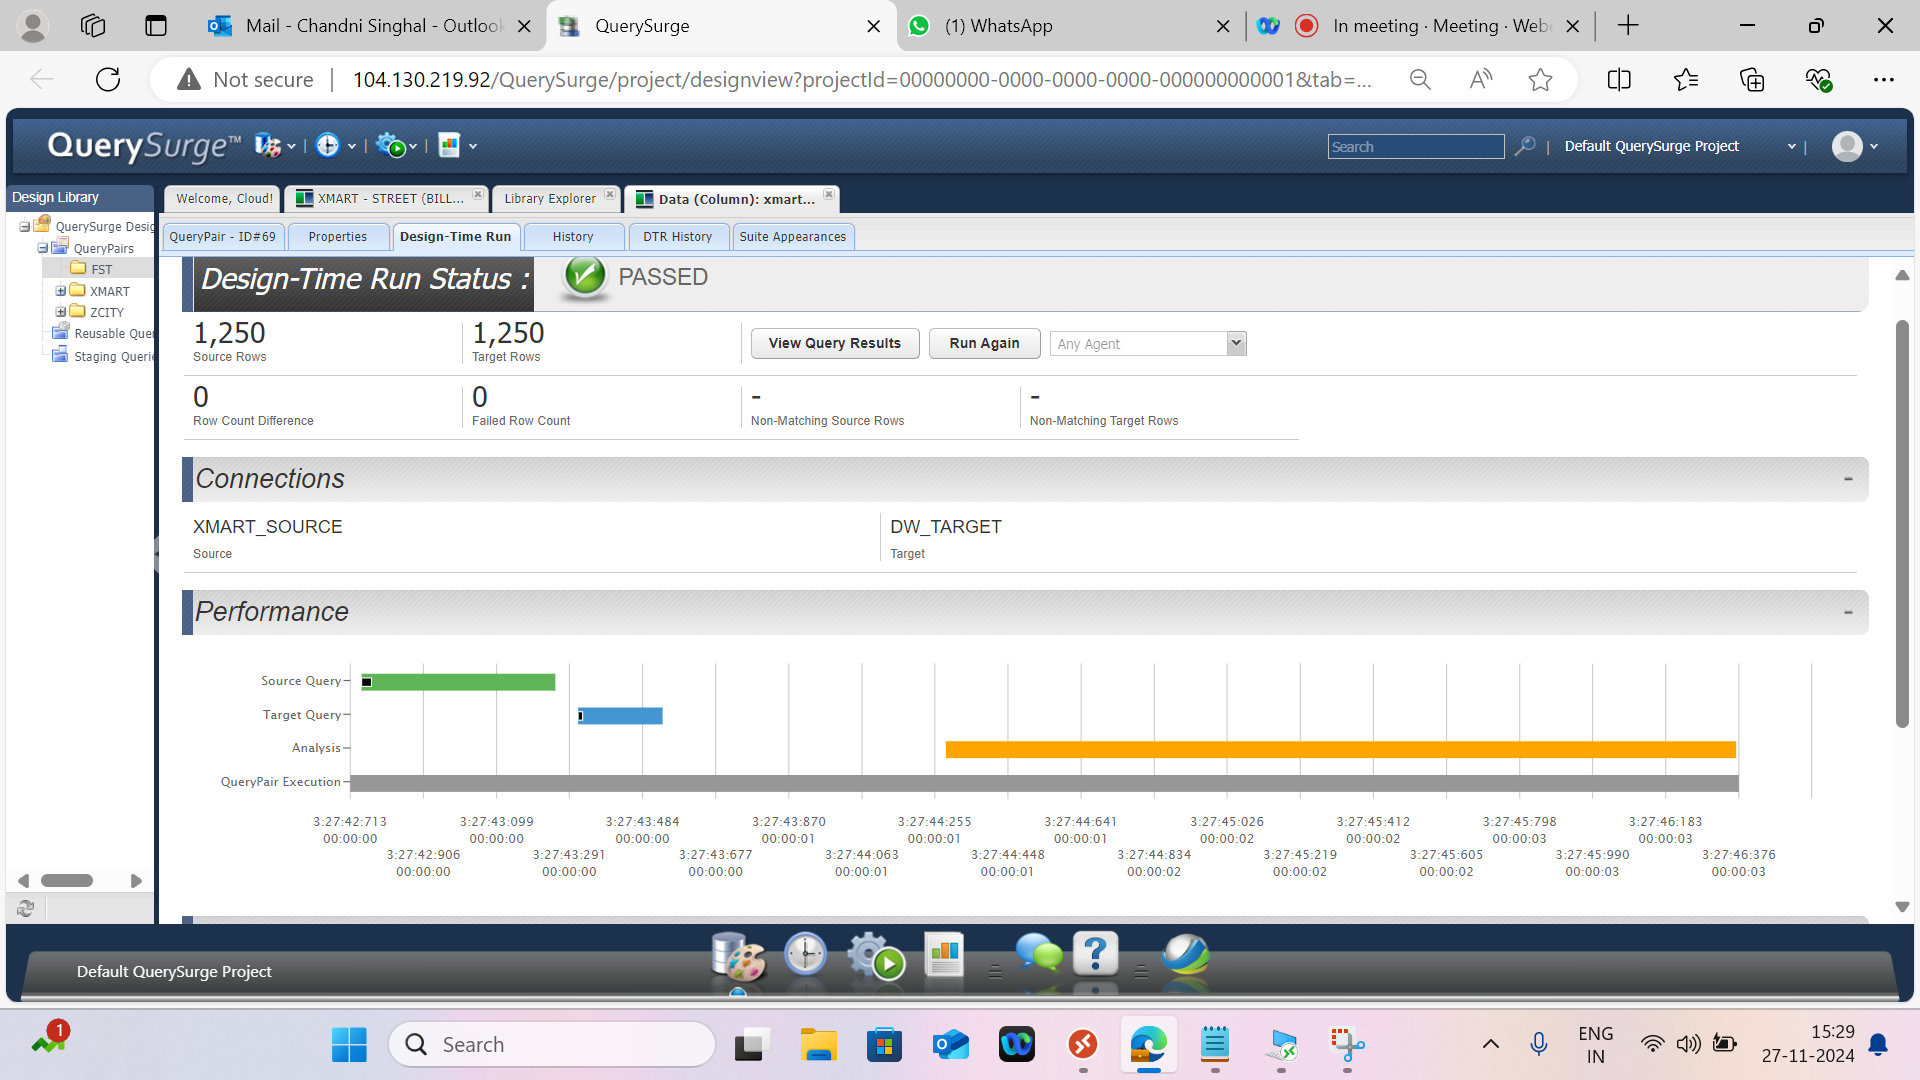 Mail - Chandni Singhal - Outlook
QuerySurge
(1) WhatsApp
In meeting · Meeting · Webe
Not secure
104.130.219.92/QuerySurge/project/designview?projectId=00000000-0000-0000-0000-000000000001&tab=...
QuerySurge™
Search
Default QuerySurge Project
Design Library
Welcome, Cloud!
XMART - STREET (BILL...
Library Explorer
Data (Column): xmart...
QuerySurge Desig
QueryPairs
FST
XMART
ZCITY
Reusable Quer
Staging Querie
QueryPair - ID#69
Properties
Design-Time Run
History
DTR History
Suite Appearances
Design-Time Run Status :
PASSED
1,250
Source Rows
1,250
Target Rows
View Query Results
Run Again
Any Agent
0
Row Count Difference
0
Failed Row Count
-
Non-Matching Source Rows
-
Non-Matching Target Rows
Connections
-
XMART_SOURCE
Source
DW_TARGET
Target
Performance
-
Source Query
Target Query
Analysis
QueryPair Execution
3:27:42:713 3:27:43:099 3:27:43:484 3:27:43:870 3:27:44:255 3:27:44:641 3:27:45:026 3:27:45:412 3:27:45:798 3:27:46:183
00:00:00 00:00:00 00:00:00 00:00:01 00:00:01 00:00:01 00:00:02 00:00:02 00:00:03 00:00:03
3:27:42:906 3:27:43:291 3:27:43:677 3:27:44:063 3:27:44:448 3:27:44:834 3:27:45:219 3:27:45:605 3:27:45:990 3:27:46:376
00:00:00 00:00:00 00:00:00 00:00:01 00:00:01 00:00:02 00:00:02 00:00:02 00:00:03 00:00:03
Default QuerySurge Project
1
Search
ENG
IN
15:29
27-11-2024